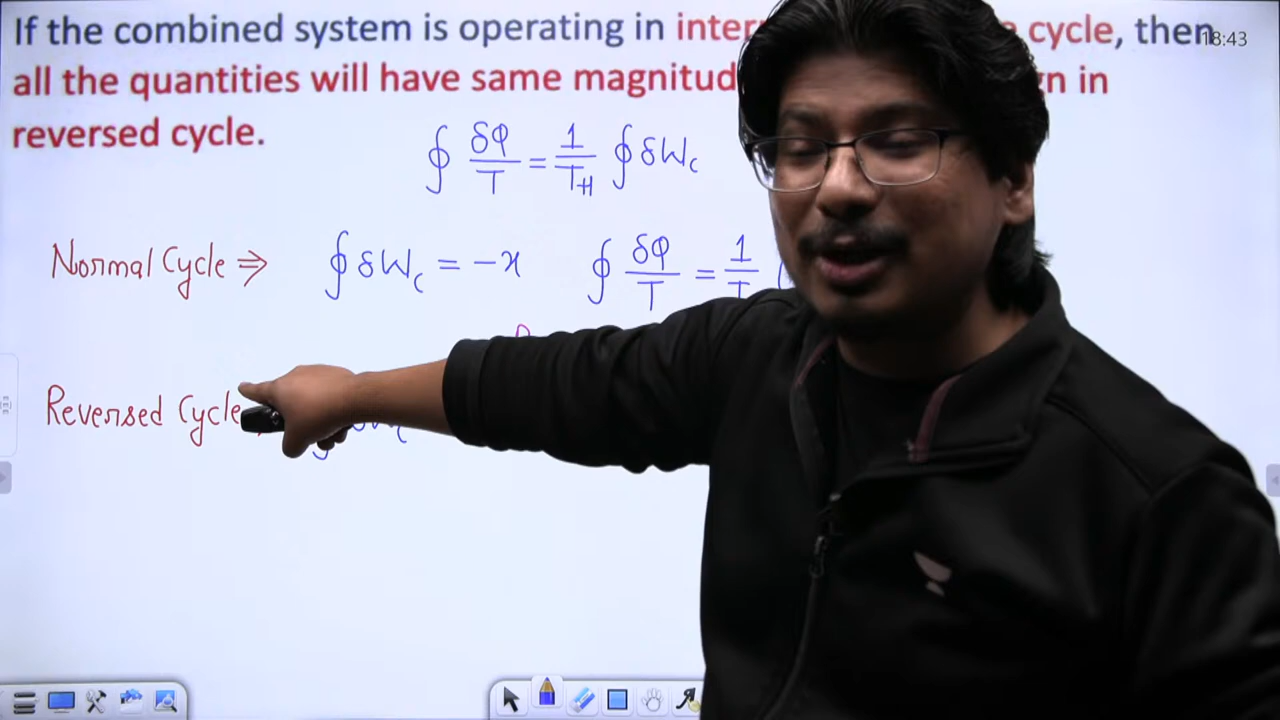 If the combined system is operating in inter cycle, then
18:43
all the quantities will have same magnitud n in
reversed cycle.
∮ δQ/T = 1/T_H ∮ δW_c
Normal Cycle ⇒ ∮ δW_c = -x ∮ δQ/T = 1/T (
Reversed Cycle